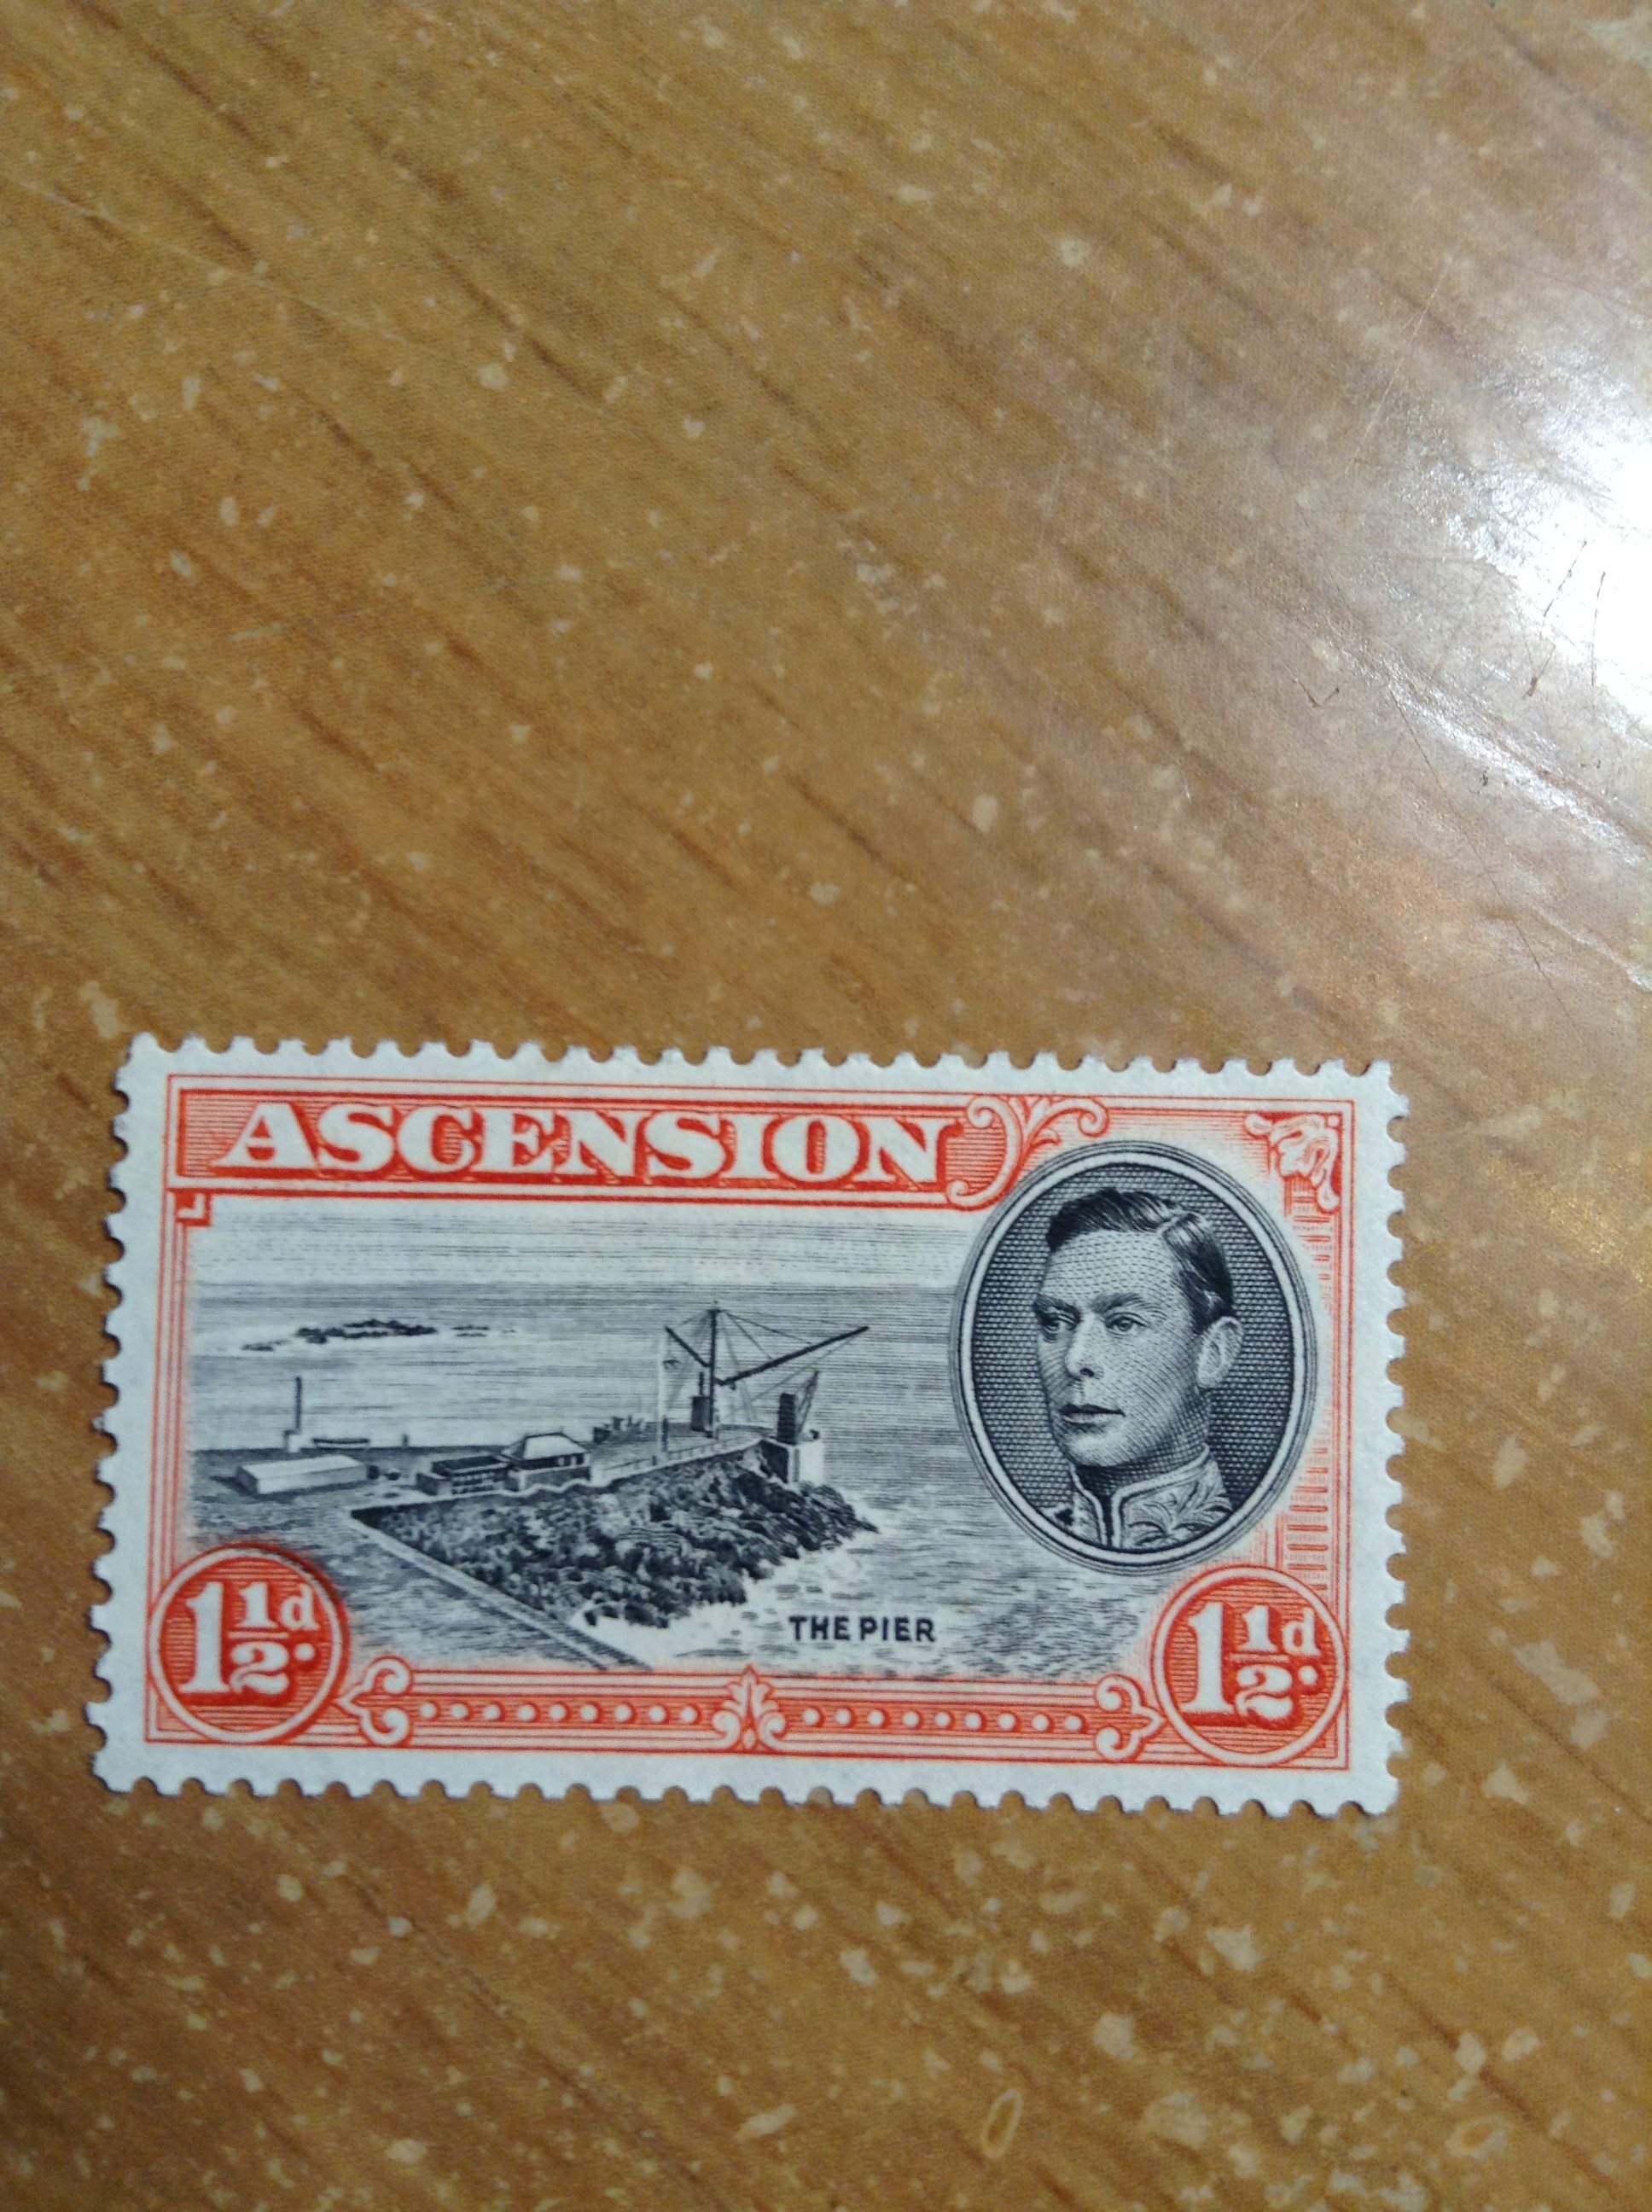 ASCENSION
THE PIER
1½d. 1½d.